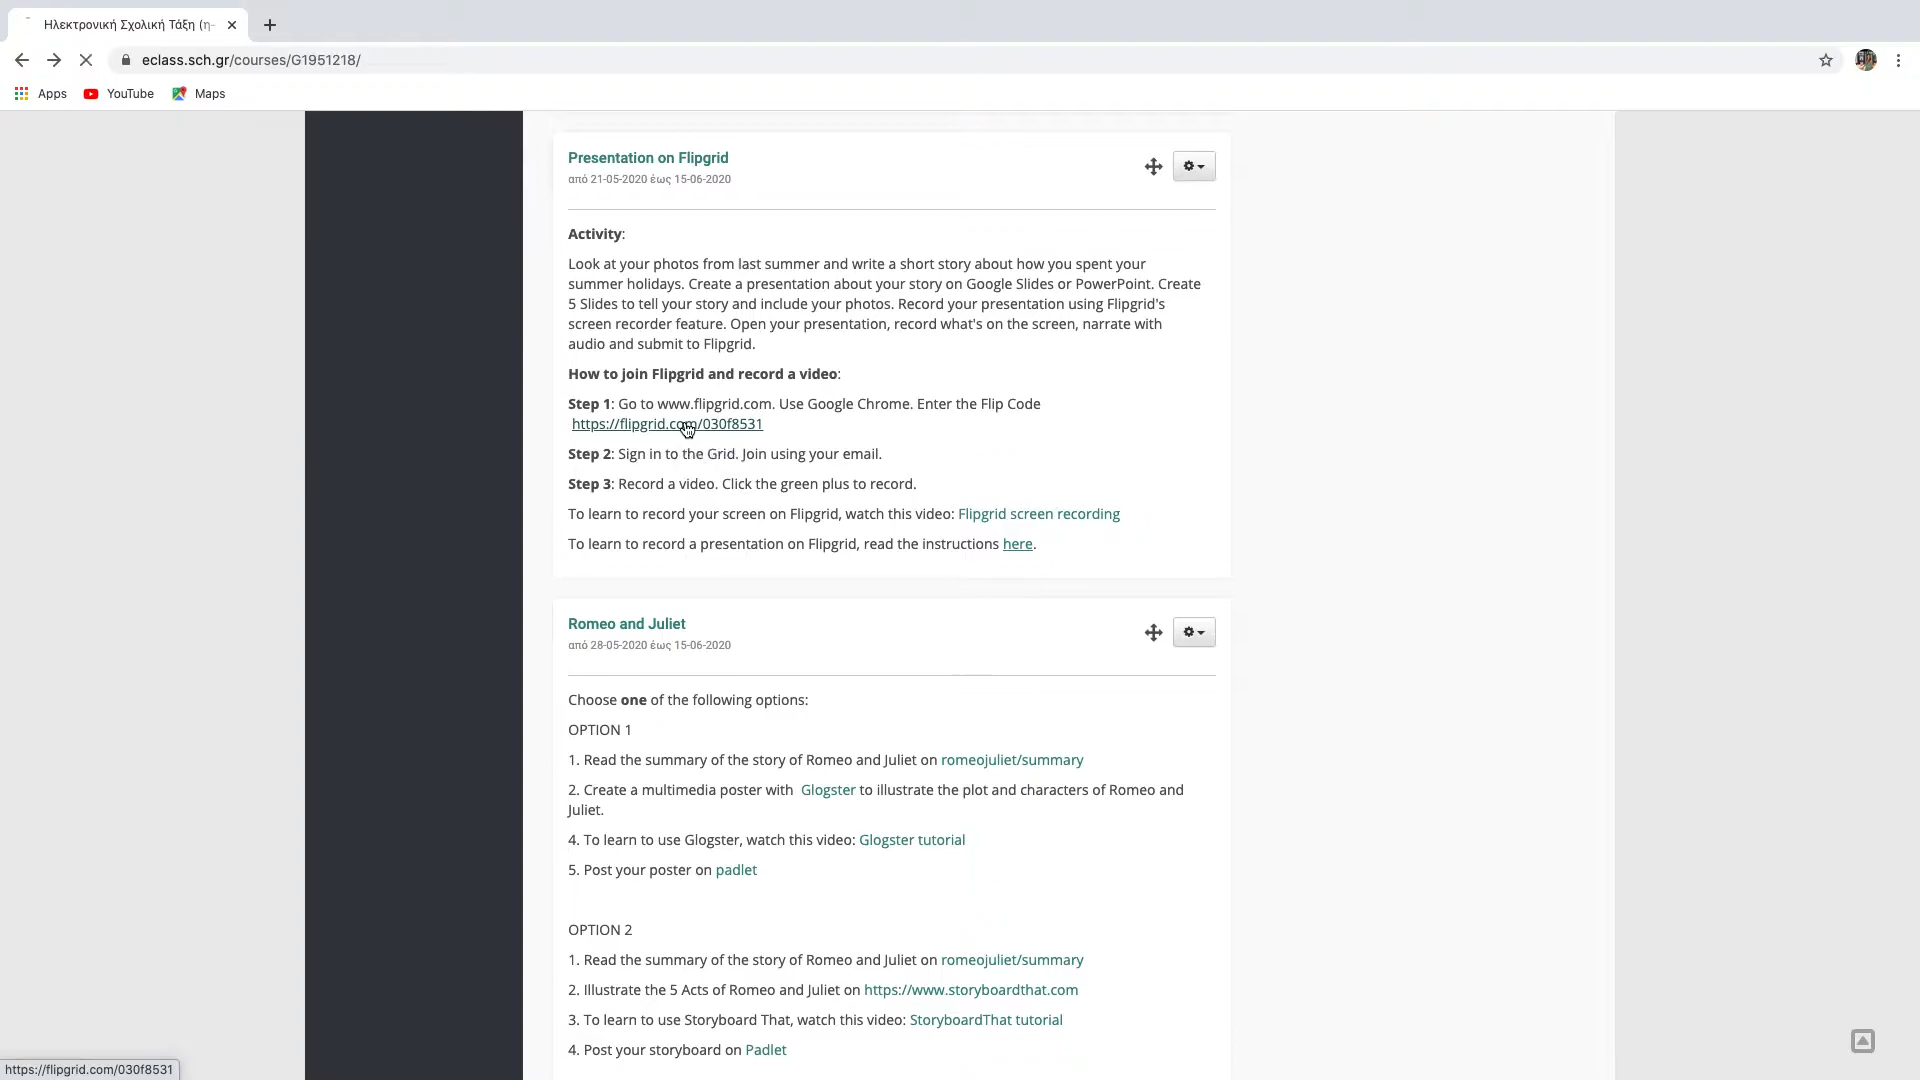 Ηλεκτρονική Σχολική Τάξη (η-
eclass.sch.gr/courses/G1951218/
Apps YouTube Maps
Presentation on Flipgrid
από 21-05-2020 έως 15-06-2020
Activity:
Look at your photos from last summer and write a short story about how you spent your
summer holidays. Create a presentation about your story on Google Slides or PowerPoint. Create
5 Slides to tell your story and include your photos. Record your presentation using Flipgrid's
screen recorder feature. Open your presentation, record what's on the screen, narrate with
audio and submit to Flipgrid.
How to join Flipgrid and record a video:
Step 1: Go to www.flipgrid.com. Use Google Chrome. Enter the Flip Code
https://flipgrid.com/030f8531
Step 2: Sign in to the Grid. Join using your email.
Step 3: Record a video. Click the green plus to record.
To learn to record your screen on Flipgrid, watch this video: Flipgrid screen recording
To learn to record a presentation on Flipgrid, read the instructions here.
Romeo and Juliet
από 28-05-2020 έως 15-06-2020
Choose one of the following options:
OPTION 1
1. Read the summary of the story of Romeo and Juliet on romeojuliet/summary
2. Create a multimedia poster with Glogster to illustrate the plot and characters of Romeo and
Juliet.
4. To learn to use Glogster, watch this video: Glogster tutorial
5. Post your poster on padlet
OPTION 2
1. Read the summary of the story of Romeo and Juliet on romeojuliet/summary
2. Illustrate the 5 Acts of Romeo and Juliet on https://www.storyboardthat.com
3. To learn to use Storyboard That, watch this video: StoryboardThat tutorial
4. Post your storyboard on Padlet
https://flipgrid.com/030f8531